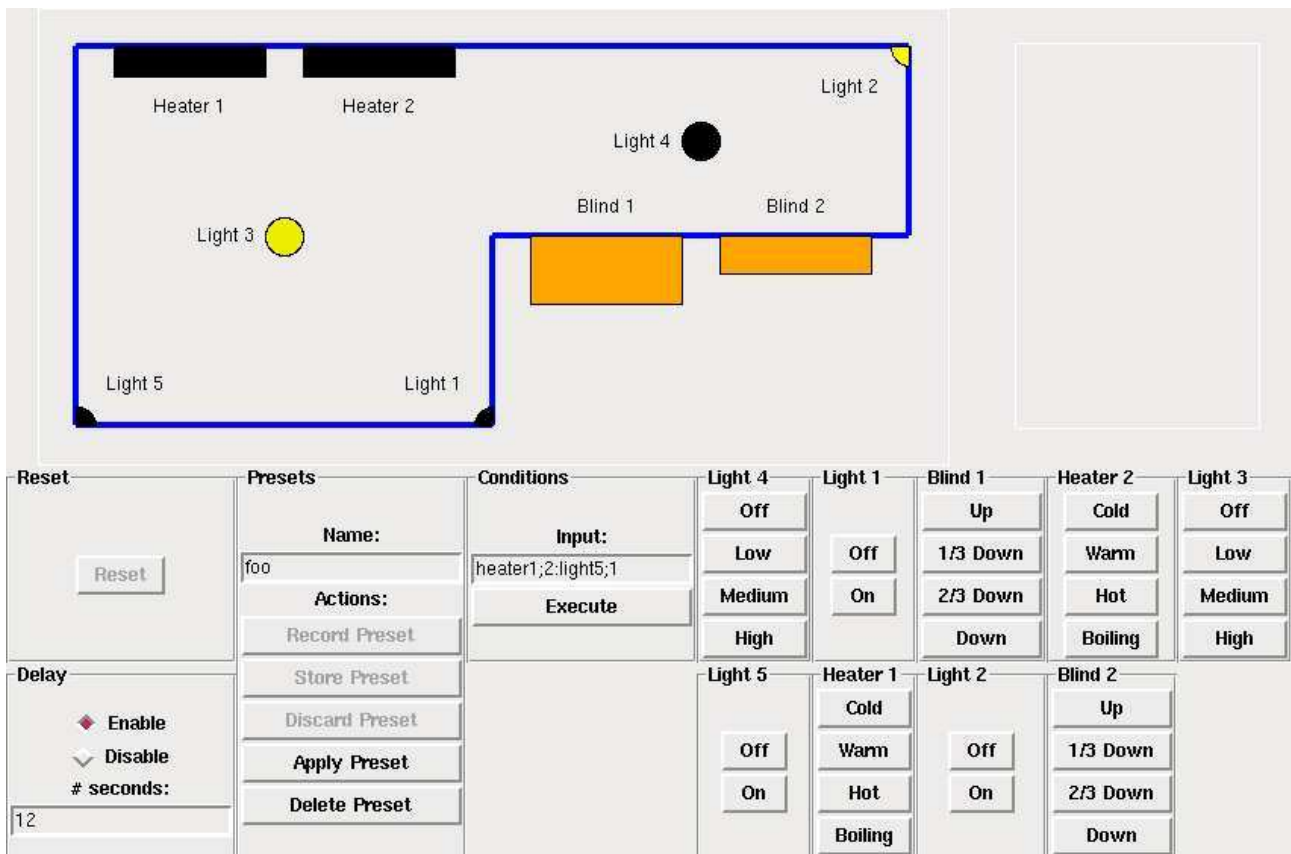 Heater 1
Heater 2
Light 2
Light 4
Blind 1
Blind 2
Light 3
Light 5
Light 1
Reset
Reset
Presets
Name:
foo
Actions:
Record Preset
Store Preset
Discard Preset
Apply Preset
Delete Preset
Conditions
Input:
heater1;2:light5;1
Execute
Light 4
Off
Low
Medium
High
Light 1
Off
On
Blind 1
Up
1/3 Down
2/3 Down
Down
Heater 2
Cold
Warm
Hot
Boiling
Light 3
Off
Low
Medium
High
Delay
Enable
Disable
# seconds:
12
Light 5
Off
On
Heater 1
Cold
Warm
Hot
Boiling
Light 2
Off
On
Blind 2
Up
1/3 Down
2/3 Down
Down